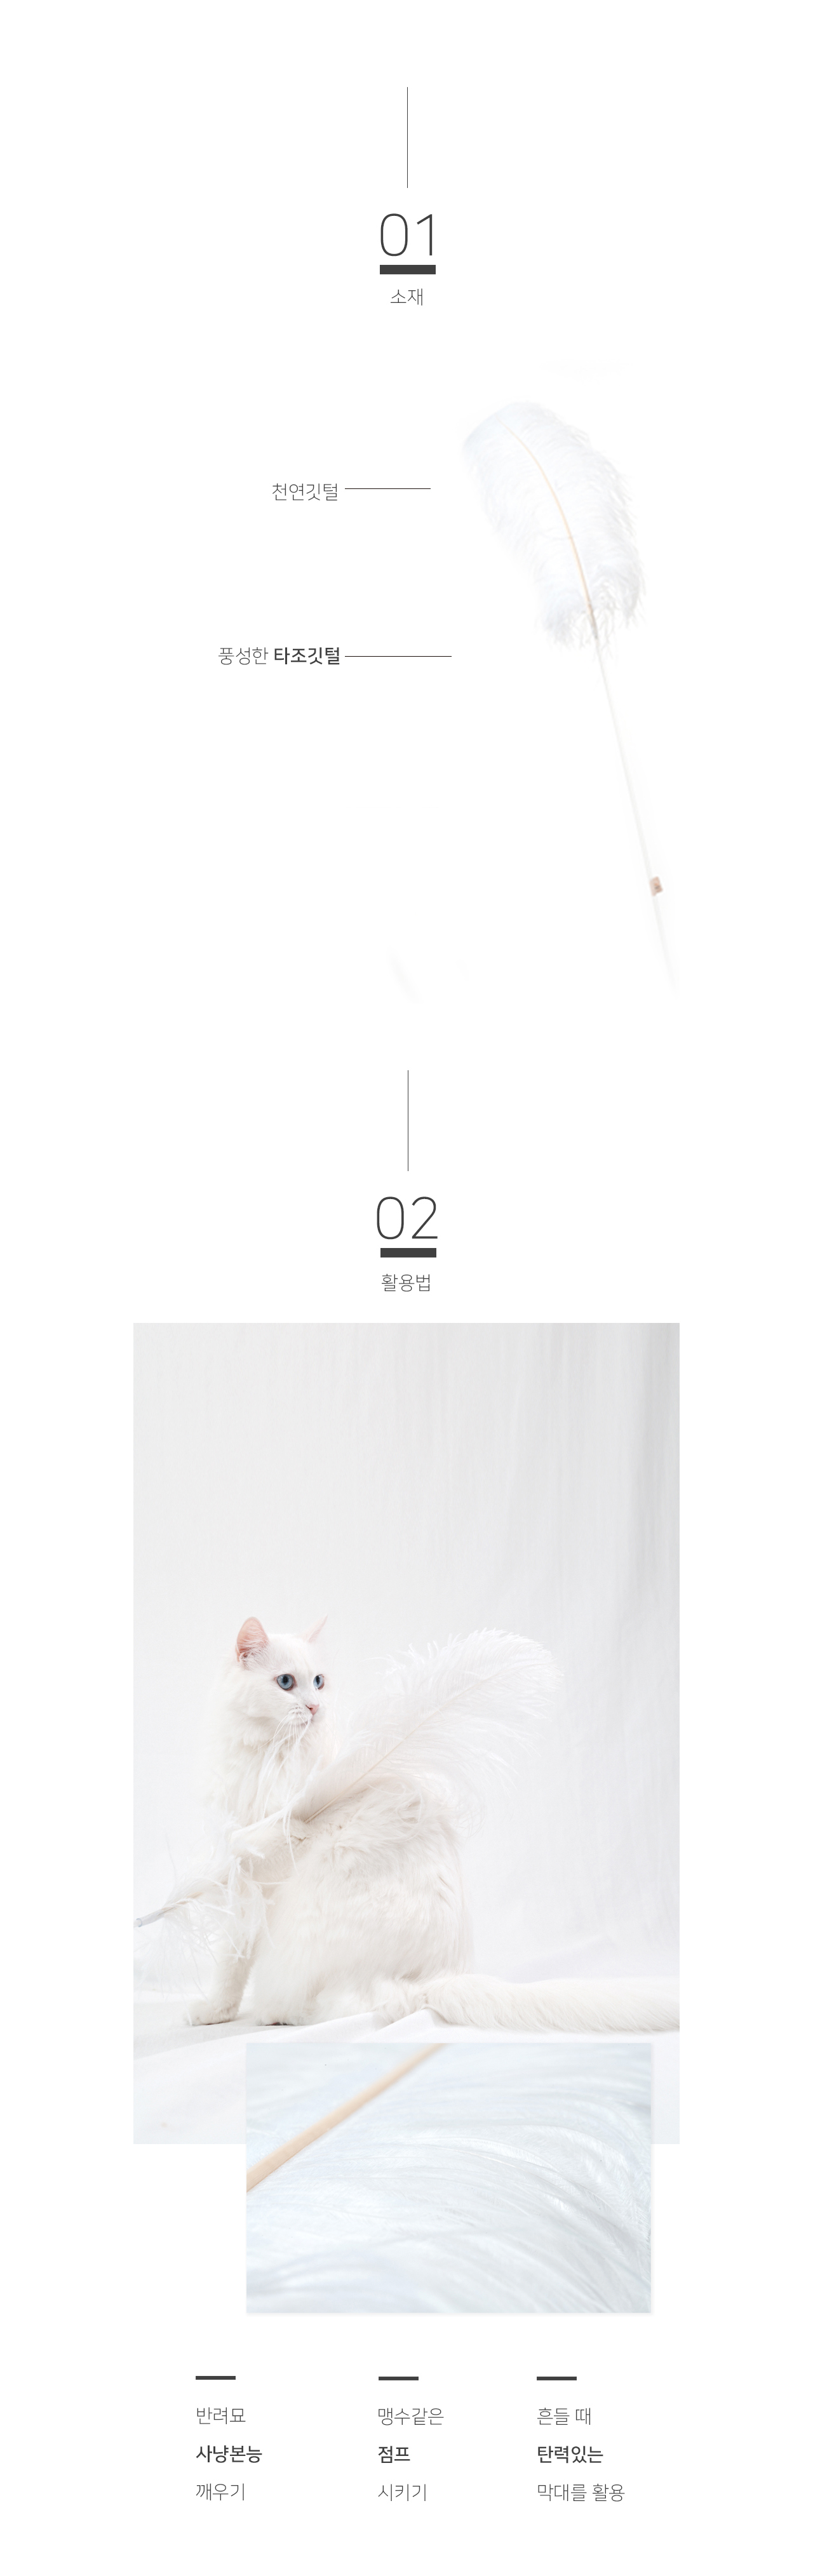 01
소재
천연깃털
풍성한 타조깃털
02
활용법
반려묘
사냥본능
깨우기
맹수같은
점프
시키기
흔들 때
탄력있는
막대를 활용